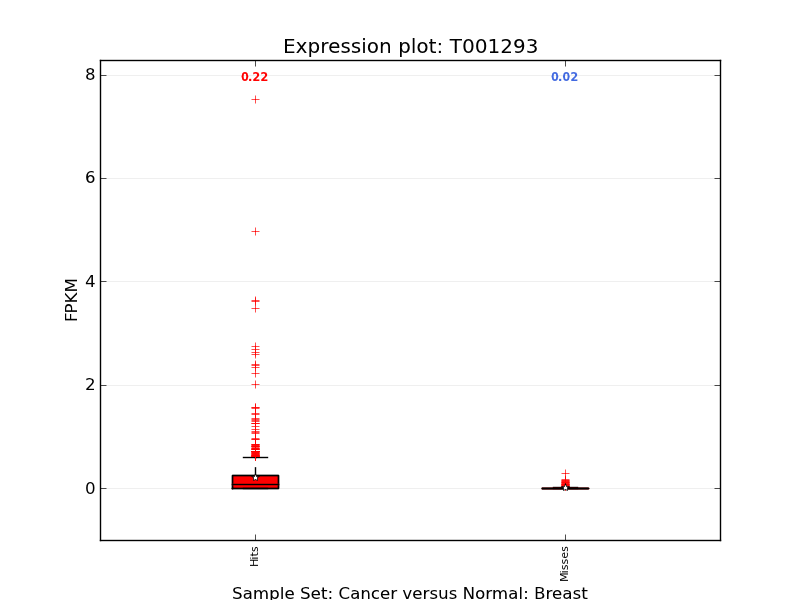 Expression plot: T001293
0.22
0.02
8
6
4
2
0
FPKM
Hits
Misses
Sample Set: Cancer versus Normal: Breast